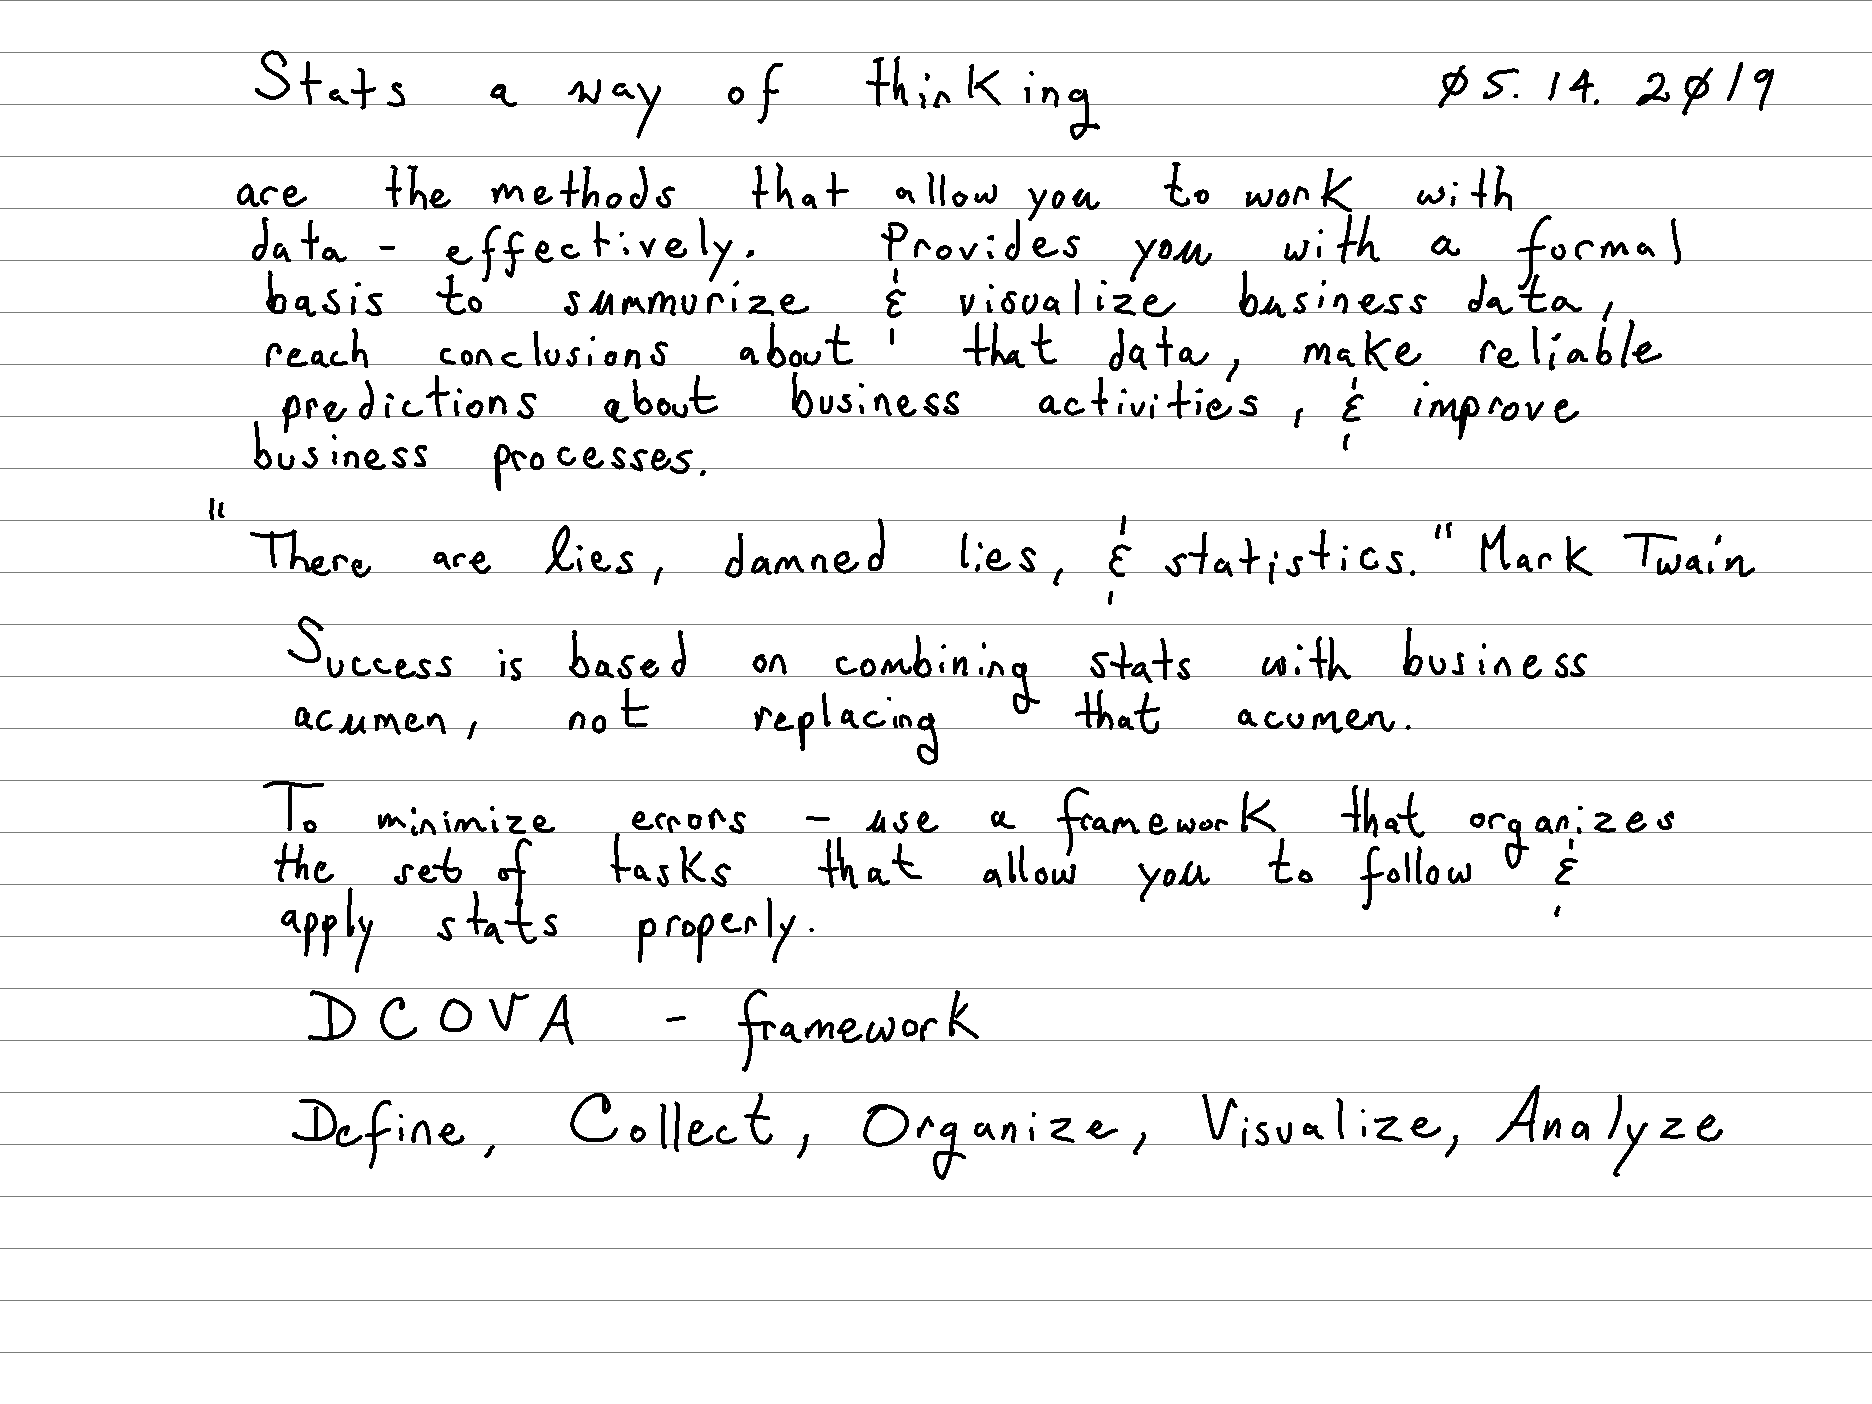 Stats a way of thinking 05.14.2019
are the methods that allow you to work with
data - effectively. Provides you with a formal
basis to summurize & visualize business data,
reach conclusions about that data, make reliable
predictions about business activities, & improve
business processes.
"There are lies, damned lies, & statistics." Mark Twain
Success is based on combining stats with business
acumen, not replacing that acumen.
To minimize errors - use a framework that organizes
the set of tasks that allow you to follow &
apply stats properly.
DCOVA - framework
Define, Collect, Organize, Visualize, Analyze